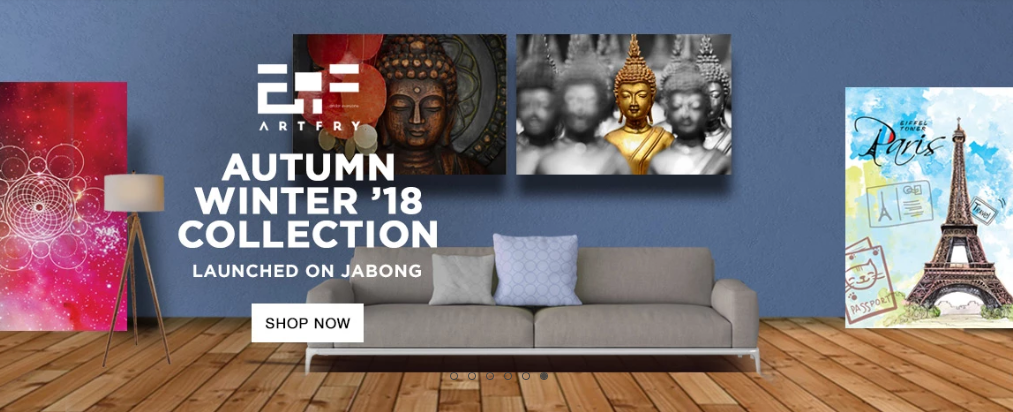 ARTFRY
AUTUMN
WINTER ’18
COLLECTION
LAUNCHED ON JABONG
SHOP NOW
EIFFEL
TOWER
Paris
Travel
PASSPORT